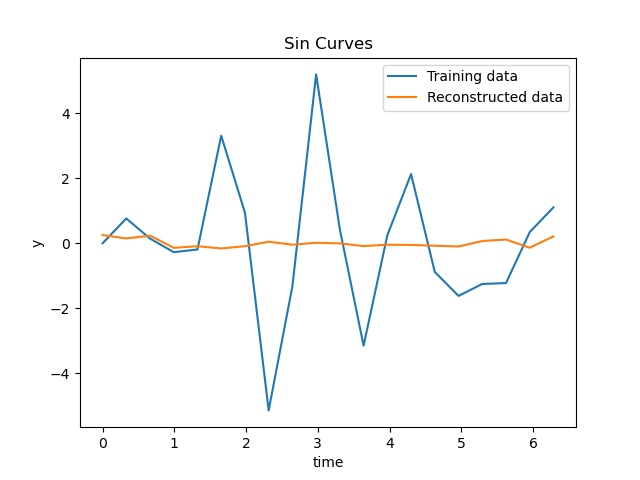 Sin Curves
Training data
Reconstructed data
4
2
0
−2
−4
y
0 1 2 3 4 5 6
time